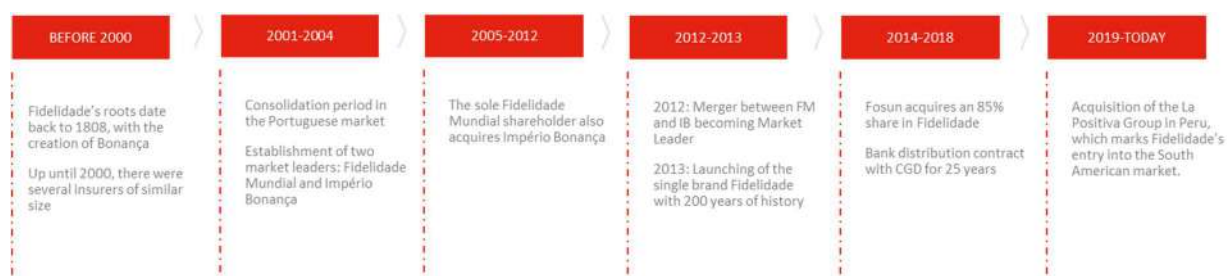 BEFORE 2000
Fidelidade's roots date
back to 1808, with the
creation of Bonança
Up until 2000, there were
several insurers of similar
size
2001-2004
Consolidation period in
the Portuguese market
Establishment of two
market leaders: Fidelidade
Mundial and Império
Bonança
2005-2012
The sole Fidelidade
Mundial shareholder also
acquires Império Bonança
2012-2013
2012: Merger between FM
and IB becoming Market
Leader
2013: Launching of the
single brand Fidelidade
with 200 years of history
2014-2018
Fosun acquires an 85%
share in Fidelidade
Bank distribution contract
with CGD for 25 years
2019-TODAY
Acquisition of the La
Positiva Group in Peru,
which marks Fidelidade's
entry into the South
American market.